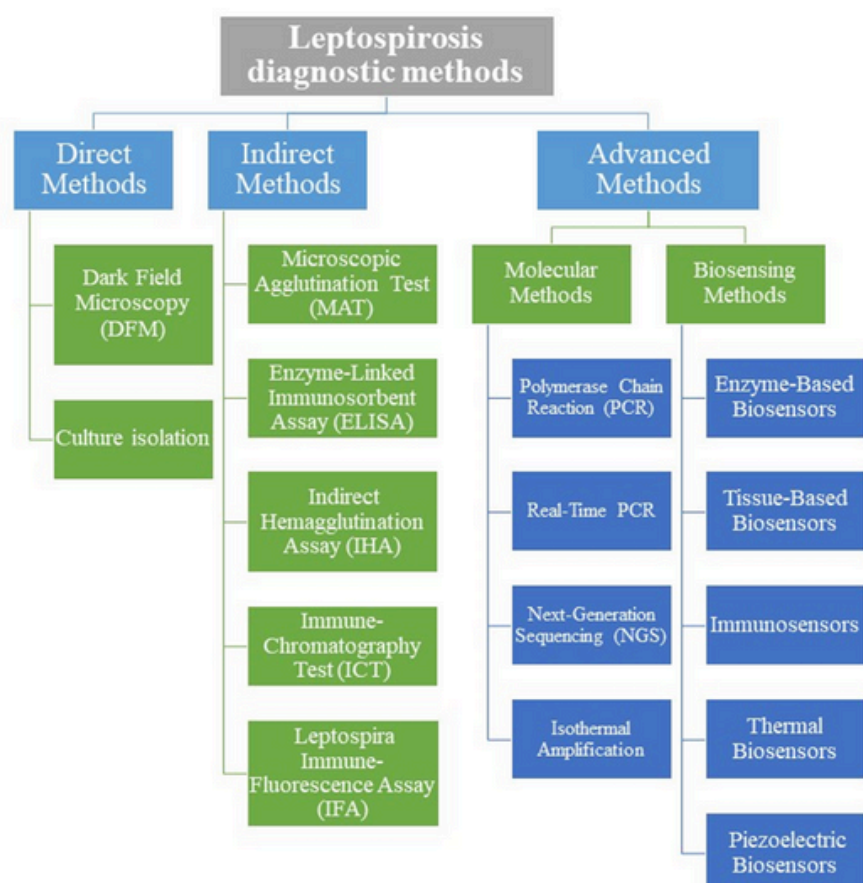 Leptospirosis
diagnostic methods
Direct
Methods
Indirect
Methods
Advanced
Methods
Dark Field
Microscopy
(DFM)
Culture isolation
Microscopic
Agglutination Test
(MAT)
Enzyme-Linked
Immunosorbent
Assay (ELISA)
Indirect
Hemagglutination
Assay (IHA)
Immune-
Chromatography
Test (ICT)
Leptospira
Immune-
Fluorescence Assay
(IFA)
Molecular
Methods
Polymerase Chain
Reaction (PCR)
Real-Time PCR
Next-Generation
Sequencing (NGS)
Isothermal
Amplification
Biosensing
Methods
Enzyme-Based
Biosensors
Tissue-Based
Biosensors
Immunosensors
Thermal
Biosensors
Piezoelectric
Biosensors